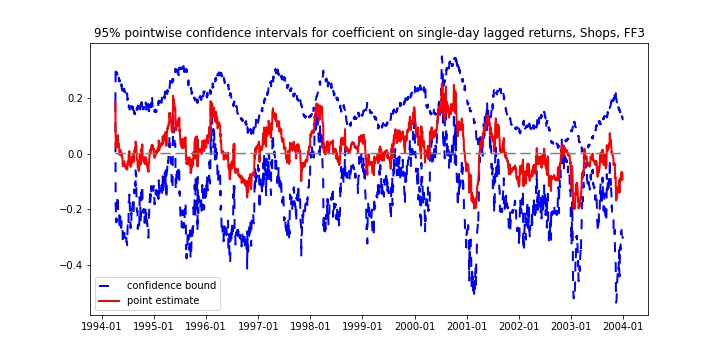 95% pointwise confidence intervals for coefficient on single-day lagged returns, Shops, FF3
0.2
0.0
−0.2
−0.4
confidence bound
point estimate
1994-01 1995-01 1996-01 1997-01 1998-01 1999-01 2000-01 2001-01 2002-01 2003-01 2004-01